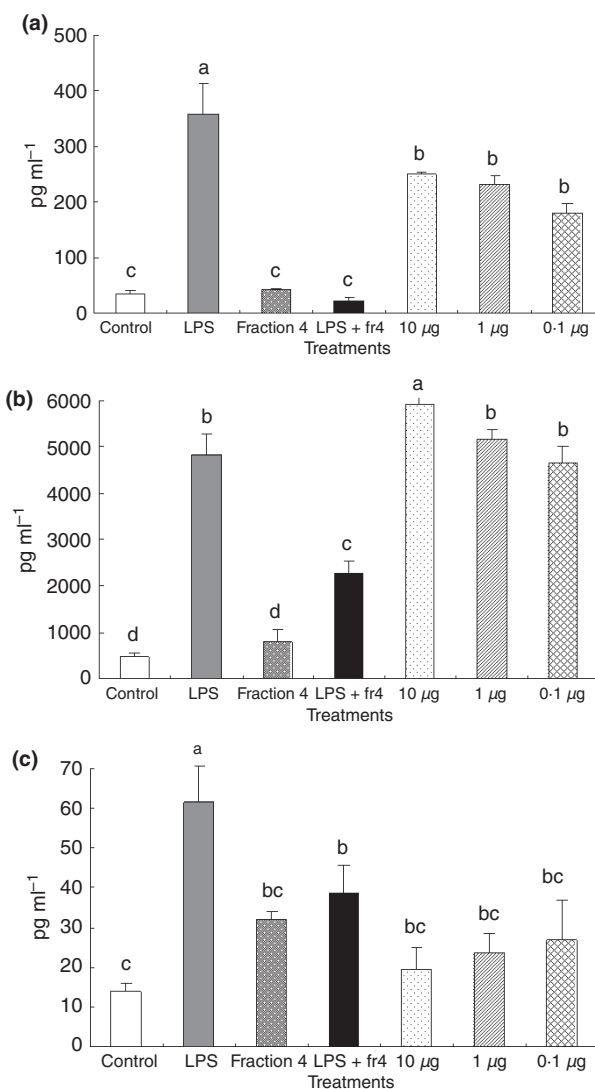 (a)
500
400
300
200
100
0
pg ml⁻¹
c
a
c
c
b
b
b
Control LPS Fraction 4 LPS + fr4 10 µg 1 µg 0·1 µg
Treatments
(b)
6000
5000
4000
3000
2000
1000
0
pg ml⁻¹
d
b
d
c
a
b
b
Control LPS Fraction 4 LPS + fr4 10 µg 1 µg 0·1 µg
Treatments
(c)
70
60
50
40
30
20
10
0
pg ml⁻¹
c
a
bc
b
bc
bc
bc
Control LPS Fraction 4 LPS + fr4 10 µg 1 µg 0·1 µg
Treatments